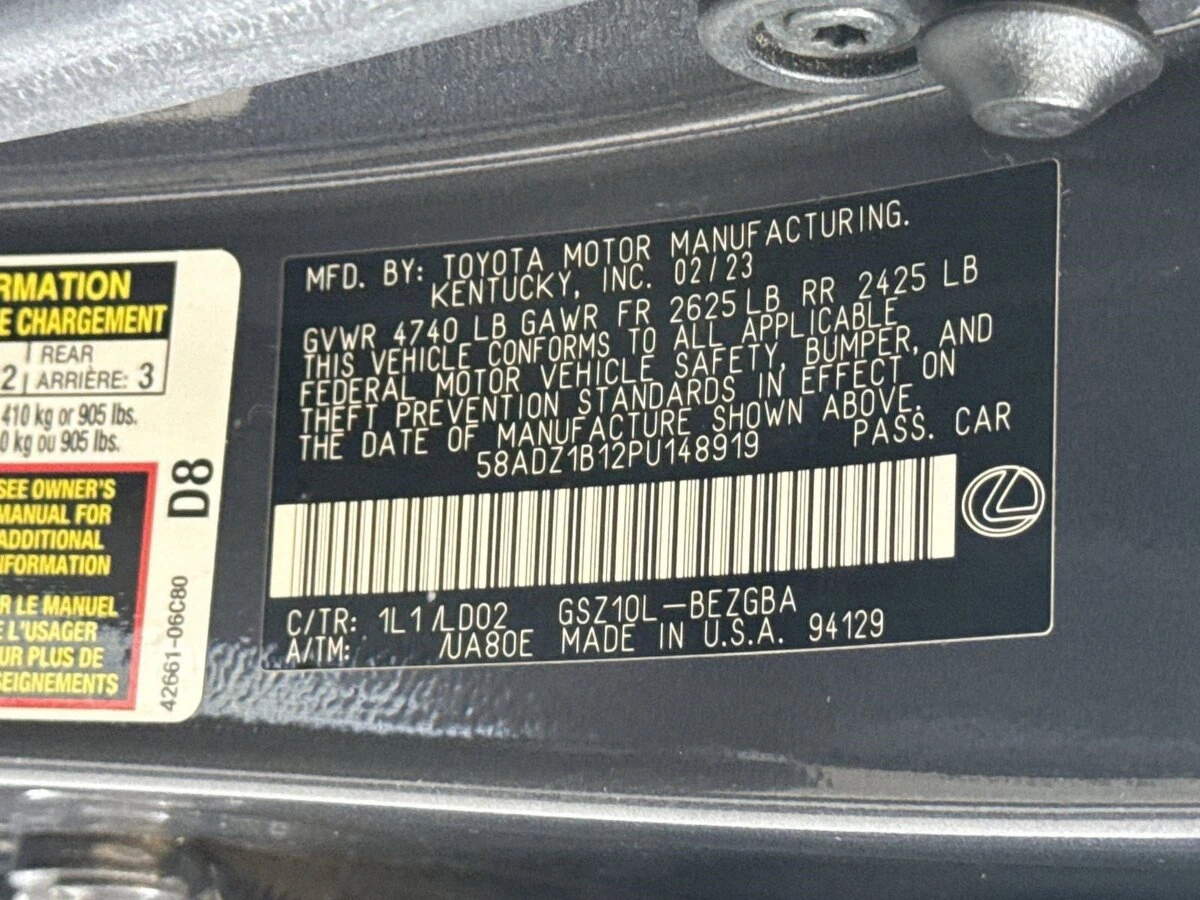 MFD. BY: TOYOTA MOTOR MANUFACTURING.
KENTUCKY, INC. 02/23
GVWR 4740 LB GAWR FR 2625 LB RR 2425 LB
THIS VEHICLE CONFORMS TO ALL APPLICABLE
FEDERAL MOTOR VEHICLE SAFETY, BUMPER, AND
THEFT PREVENTION STANDARDS IN EFFECT ON
THE DATE OF MANUFACTURE SHOWN ABOVE.
58ADZ1B12PU148919 PASS. CAR
C/TR: 1L1/LD02 GSZ10L-BEZGBA
A/TM: /UA80E MADE IN U.S.A. 94129
RMATION
E CHARGEMENT
2 REAR
ARRIÈRE: 3
410 kg or 905 lbs.
0 kg ou 905 lbs.
SEE OWNER'S
MANUAL FOR
ADDITIONAL
NFORMATION
R LE MANUEL
E L'USAGER
UR PLUS DE
SEIGNEMENTS
D8
42661-06C80